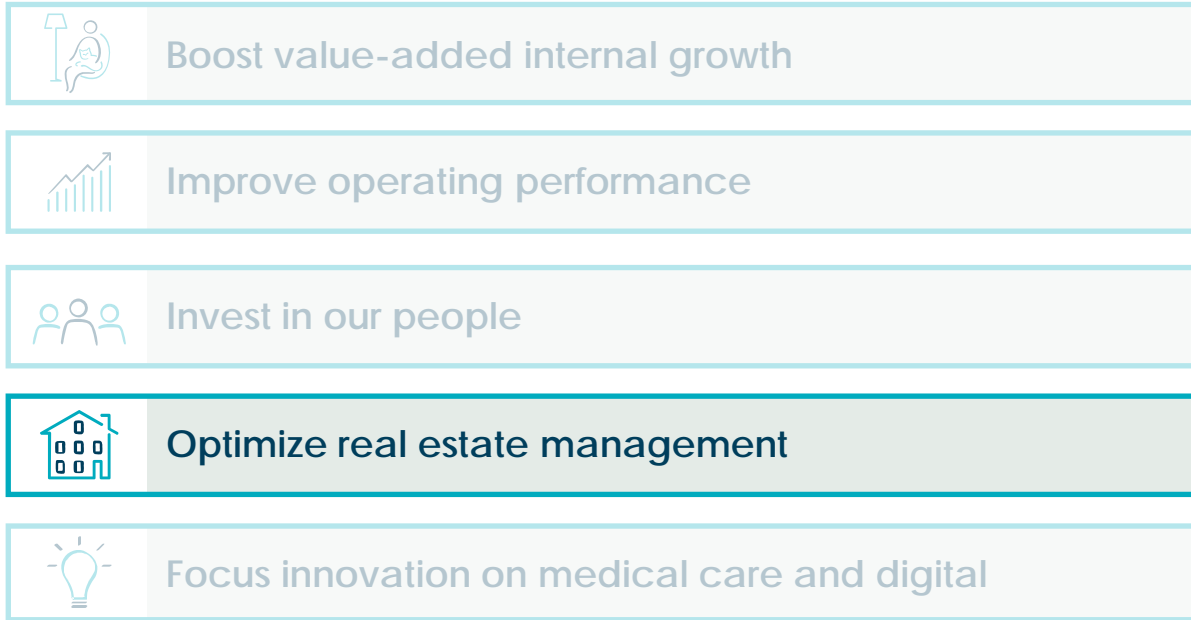 Boost value-added internal growth
Improve operating performance
Invest in our people
Optimize real estate management
Focus innovation on medical care and digital